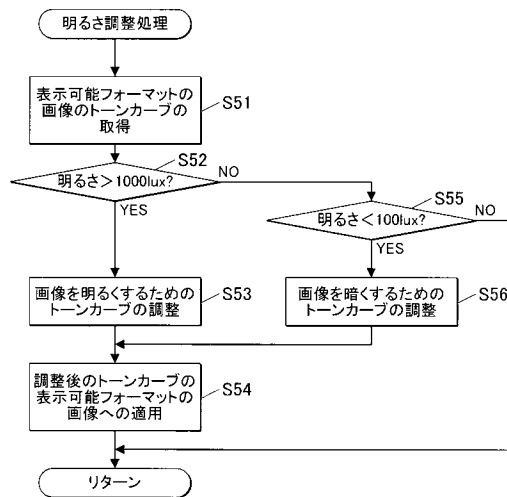 明るさ調整処理
表示可能フォーマットの
画像のトーンカーブの
取得
S51
S52
明るさ＞1000lux?
NO
YES
S55
明るさ＜100lux?
NO
YES
画像を明るくするための
トーンカーブの調整
S53
画像を暗くするための
トーンカーブの調整
S56
調整後のトーンカーブの
表示可能フォーマットの
画像への適用
S54
リターン